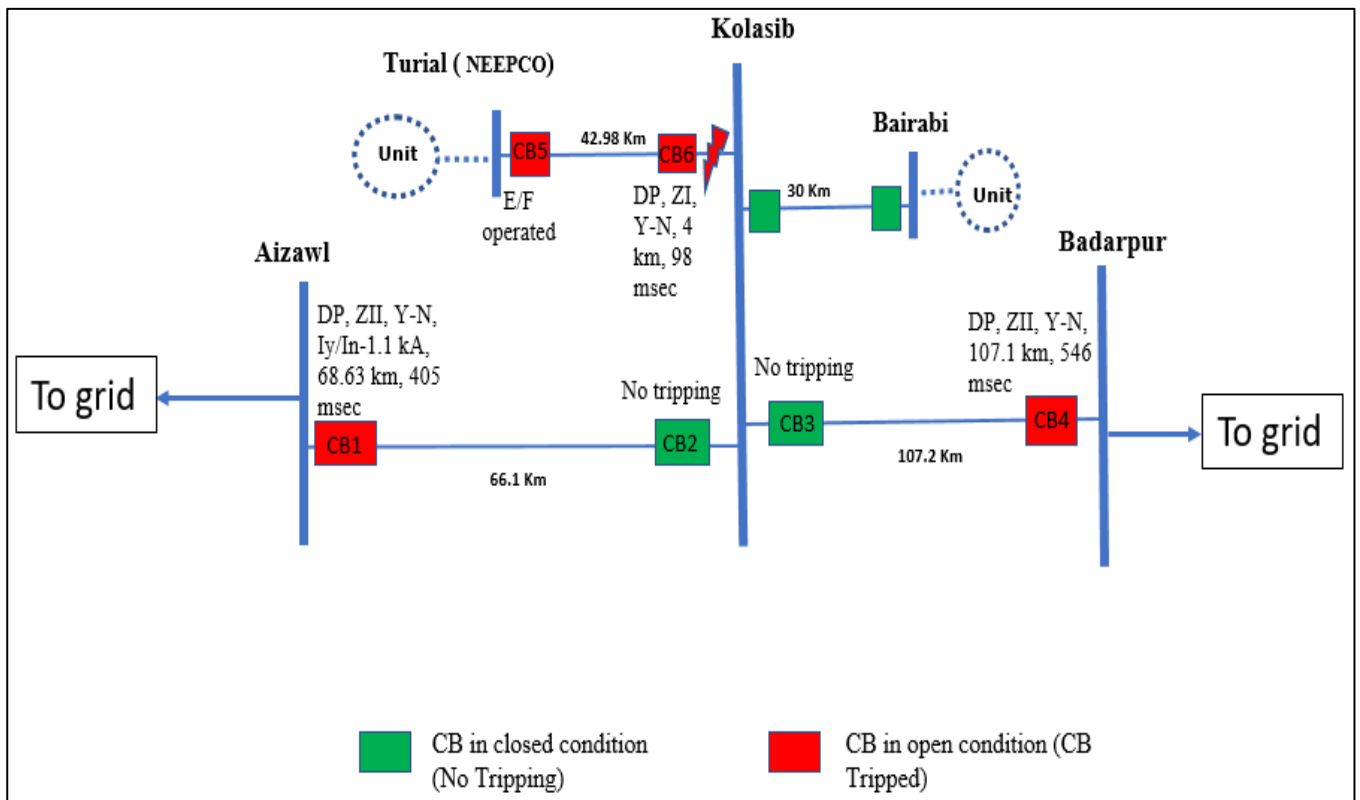 Kolasib
Turial ( NEEPCO)
Bairabi
Unit
CB5
42.98 Km
CB6
E/F
operated
DP, ZI,
Y-N, 4
km, 98
msec
30 Km
Unit
Aizawl
Badarpur
DP, ZII, Y-N,
Iy/In-1.1 kA,
68.63 km, 405
msec
DP, ZII, Y-N,
107.1 km, 546
msec
To grid
No tripping
No tripping
To grid
CB1
CB2
CB3
CB4
66.1 Km
107.2 Km
CB in closed condition
(No Tripping)
CB in open condition (CB
Tripped)